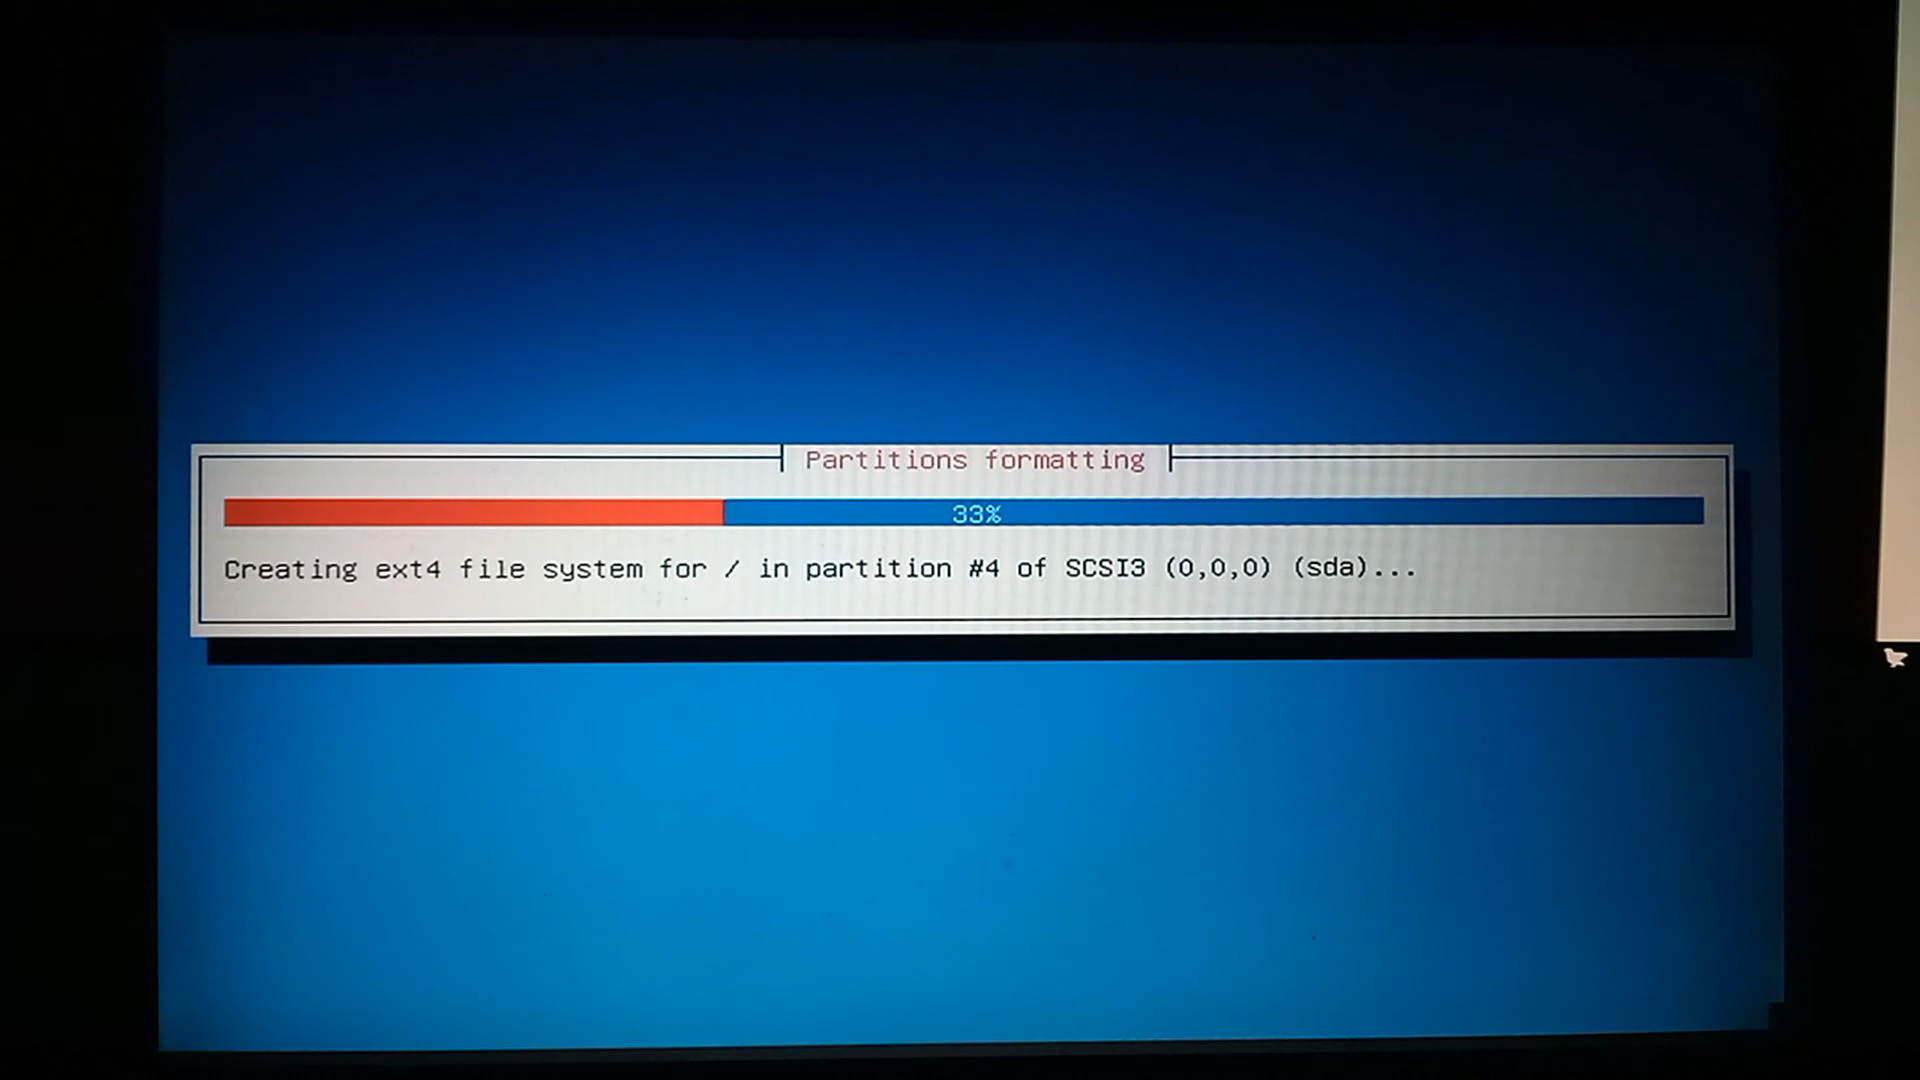 Partitions formatting
33%
Creating ext4 file system for / in partition #4 of SCSI3 (0,0,0) (sda)...